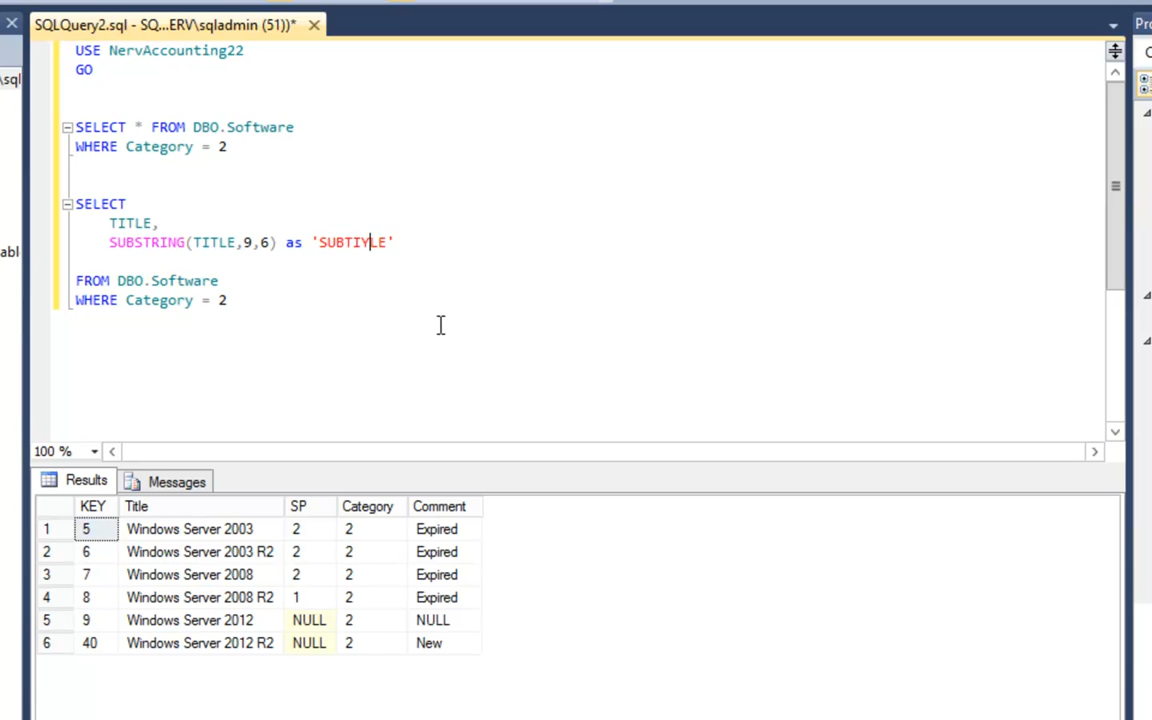 SQLQuery2.sql - SQ...ERV\sqladmin (51))*
Pro
\sql
USE NervAccounting22
GO
SELECT * FROM DBO.Software
WHERE Category = 2
SELECT
TITLE,
SUBSTRING(TITLE,9,6) as 'SUBTIYLE'
abl
FROM DBO.Software
WHERE Category = 2
100 %
Results Messages
KEY Title SP Category Comment
1 5 Windows Server 2003 2 2 Expired
2 6 Windows Server 2003 R2 2 2 Expired
3 7 Windows Server 2008 2 2 Expired
4 8 Windows Server 2008 R2 1 2 Expired
5 9 Windows Server 2012 NULL 2 NULL
6 40 Windows Server 2012 R2 NULL 2 New